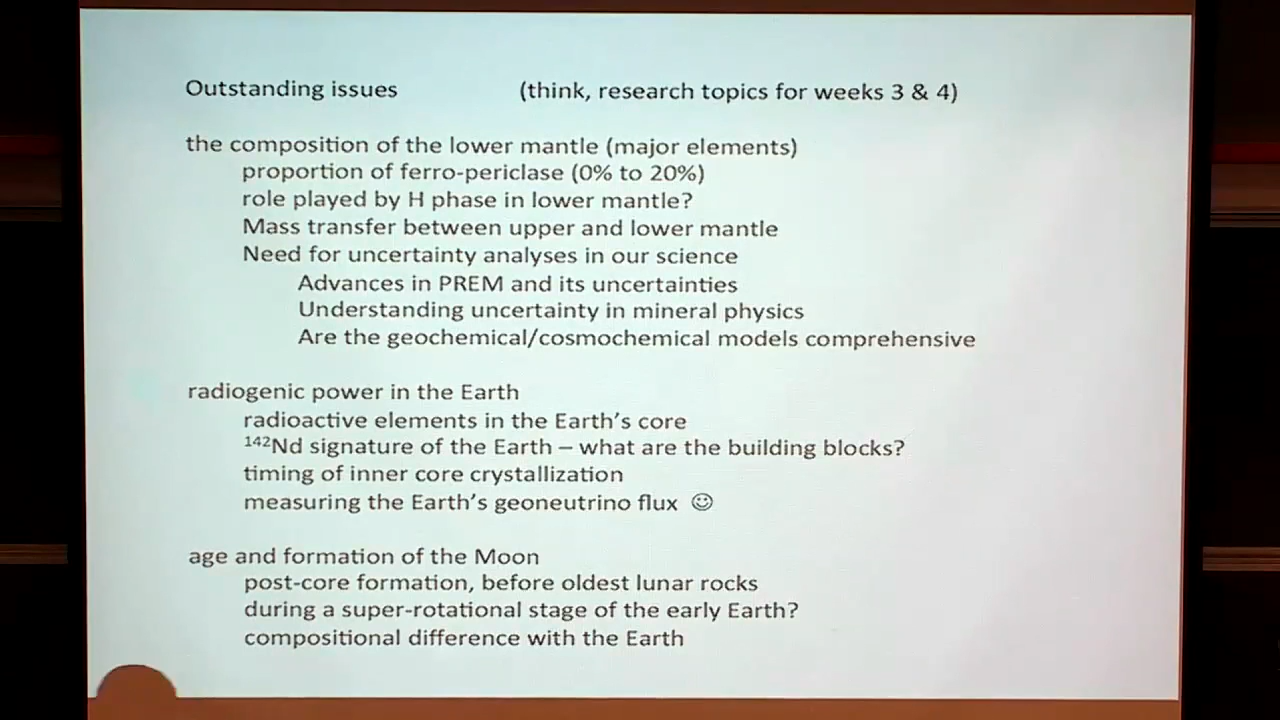 Outstanding issues (think, research topics for weeks 3 & 4)
the composition of the lower mantle (major elements)
proportion of ferro-periclase (0% to 20%)
role played by H phase in lower mantle?
Mass transfer between upper and lower mantle
Need for uncertainty analyses in our science
Advances in PREM and its uncertainties
Understanding uncertainty in mineral physics
Are the geochemical/cosmochemical models comprehensive
radiogenic power in the Earth
radioactive elements in the Earth's core
¹⁴²Nd signature of the Earth – what are the building blocks?
timing of inner core crystallization
measuring the Earth's geoneutrino flux ☺
age and formation of the Moon
post-core formation, before oldest lunar rocks
during a super-rotational stage of the early Earth?
compositional difference with the Earth